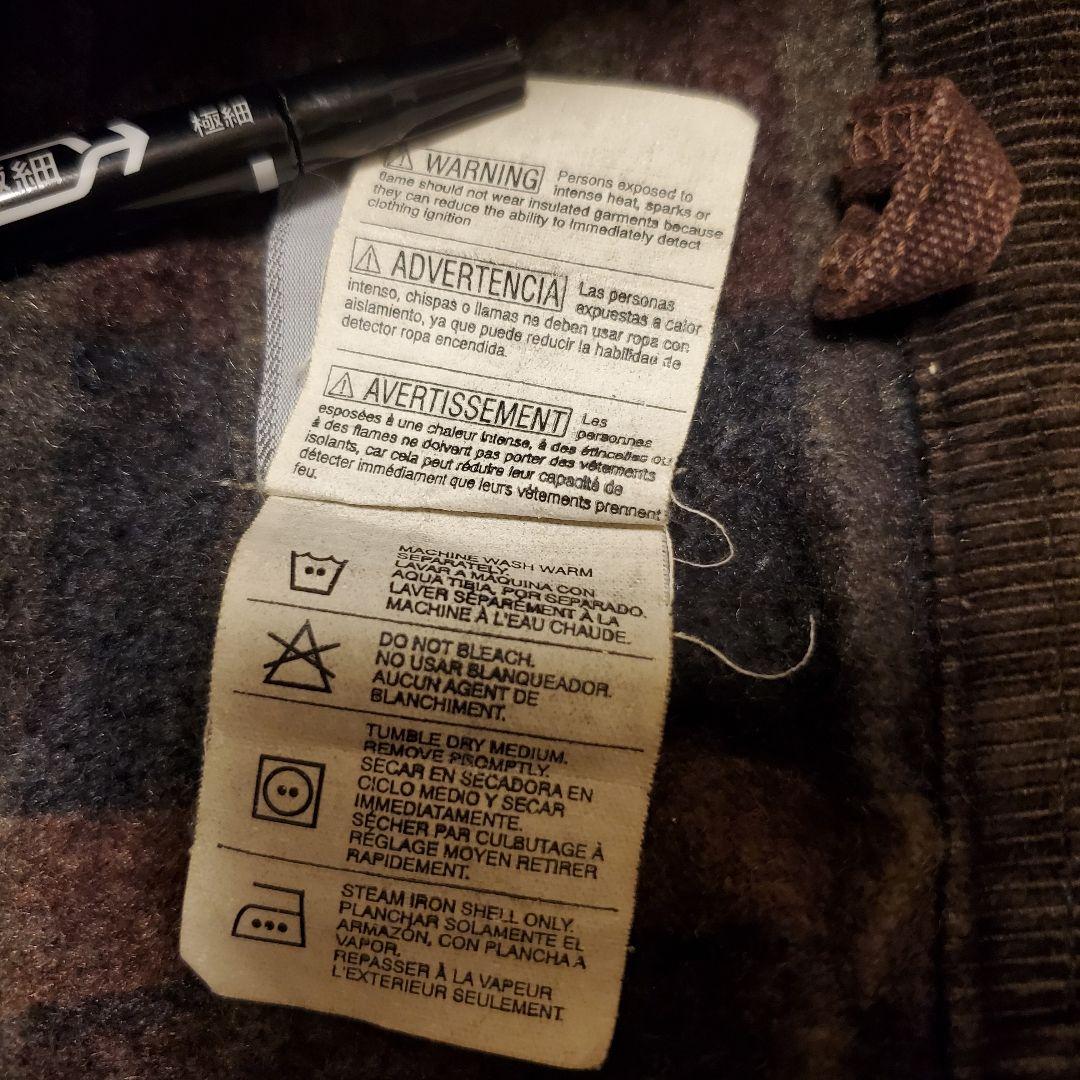 極細
極細
WARNING Persons exposed to
intense heat, sparks or
flame should not wear insulated garments because
they can reduce the ability to immediately detect
clothing ignition
ADVERTENCIA Las personas
expuestas a calor
intenso, chispas o llamas no deben usar ropa con
aislamiento, ya que puede reducir la habilidad de
detector ropa encendida.
AVERTISSEMENT Les
personnes
esposées à une chaleur intense, à des étincelles ou
à des flames ne doivent pas porter des vêtements
isolants, car cela peut rédutre leur capacité de
détecter immédiament que leurs vêtements prennent
feu.
MACHINE WASH WARM
SEPARATELY.
LAVAR A MAQUINA CON
AQUA TIBIA, POR SEPARADO.
LAVER SÉPARÉMENT À LA
MACHINE À L'EAU CHAUDE.
DO NOT BLEACH.
NO USAR BLANQUEADOR.
AUCUN AGENT DE
BLANCHIMENT.
TUMBLE DRY MEDIUM.
REMOVE PROMPTLY.
SECAR EN SECADORA EN
CICLO MEDIO Y SECAR
IMMEDIATAMENTE.
SÉCHER PAR CULBUTAGE À
RÉGLAGE MOYEN RETIRER
RAPIDEMENT.
STEAM IRON SHELL ONLY.
PLANCHAR SOLAMENTE EL
ARMAZÓN, CON PLANCHA A
VAPOR.
REPASSER À LA VAPEUR
L'EXTERIEUR SEULEMENT.